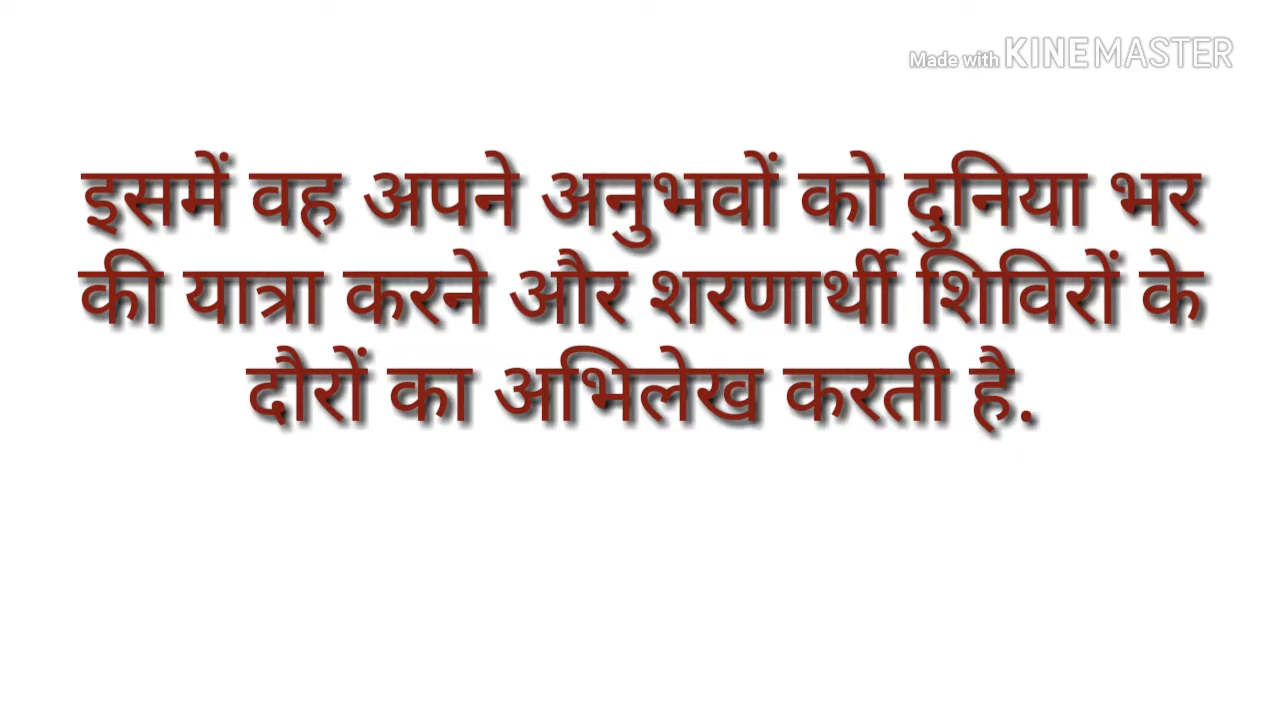 Made with KINEMASTER
इसमें वह अपने अनुभवों को दुनिया भर
की यात्रा करने और शरणार्थी शिविरों के
दौरों का अभिलेख करती है.